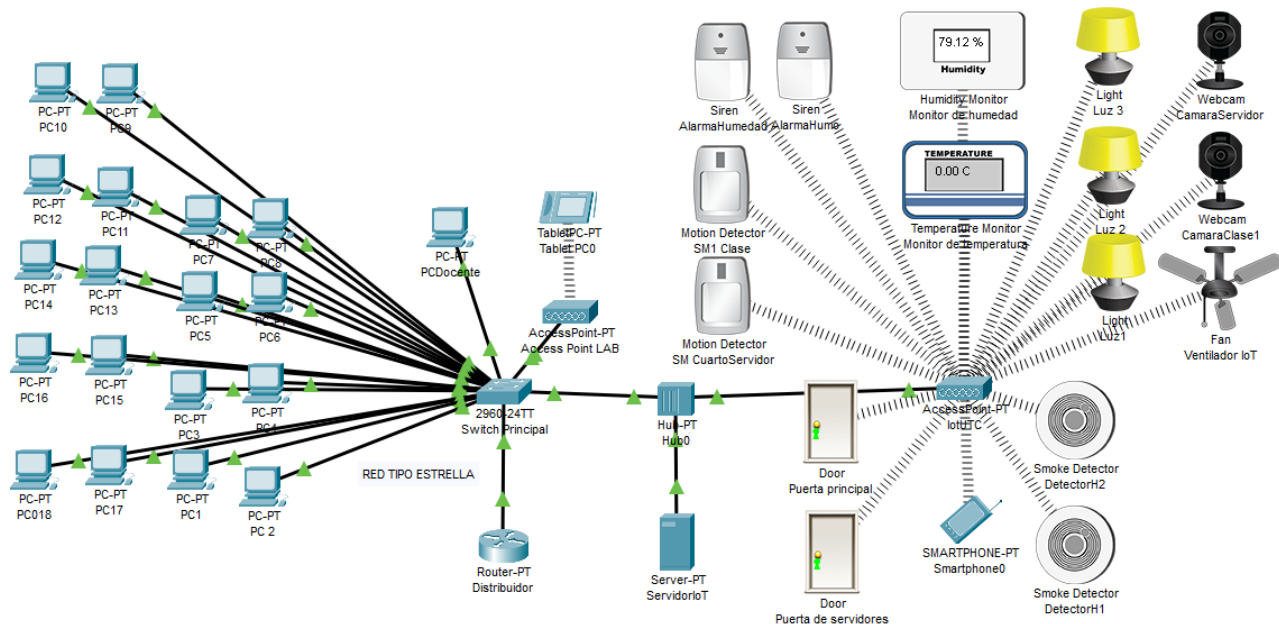 PC-PT
PC10
PC-PT
PC9
PC-PT
PC12
PC-PT
PC11
PC-PT
PC7
PC-PT
PC8
PC-PT
PC14
PC-PT
PC13
PC-PT
PC5
PC-PT
PC6
PC-PT
PC16
PC-PT
PC15
PC-PT
PC3
PC-PT
PC4
PC-PT
PC018
PC-PT
PC17
PC-PT
PC1
PC-PT
PC 2
PC-PT
PCDocente
TabletPC-PT
Tablet PC0
AccessPoint-PT
Access Point LAB
2960-24TT
Switch Principal
RED TIPO ESTRELLA
Router-PT
Distribuidor
Hub-PT
Hub0
Server-PT
ServidorIoT
Siren
AlarmaHumedad
Siren
AlarmaHumo
79.12 %
Humidity
Humidity Monitor
Monitor de humedad
TEMPERATURE
0.00 C
Temperature Monitor
Monitor de temperatura
Light
Luz 3
Webcam
CamaraServidor
Motion Detector
SM1 Clase
Light
Luz 2
Webcam
CamaraClase1
Motion Detector
SM CuartoServidor
Light
Luz1
Fan
Ventilador IoT
AccessPoint-PT
IotUTC
Door
Puerta principal
Smoke Detector
DetectorH2
Door
Puerta de servidores
SMARTPHONE-PT
Smartphone0
Smoke Detector
DetectorH1